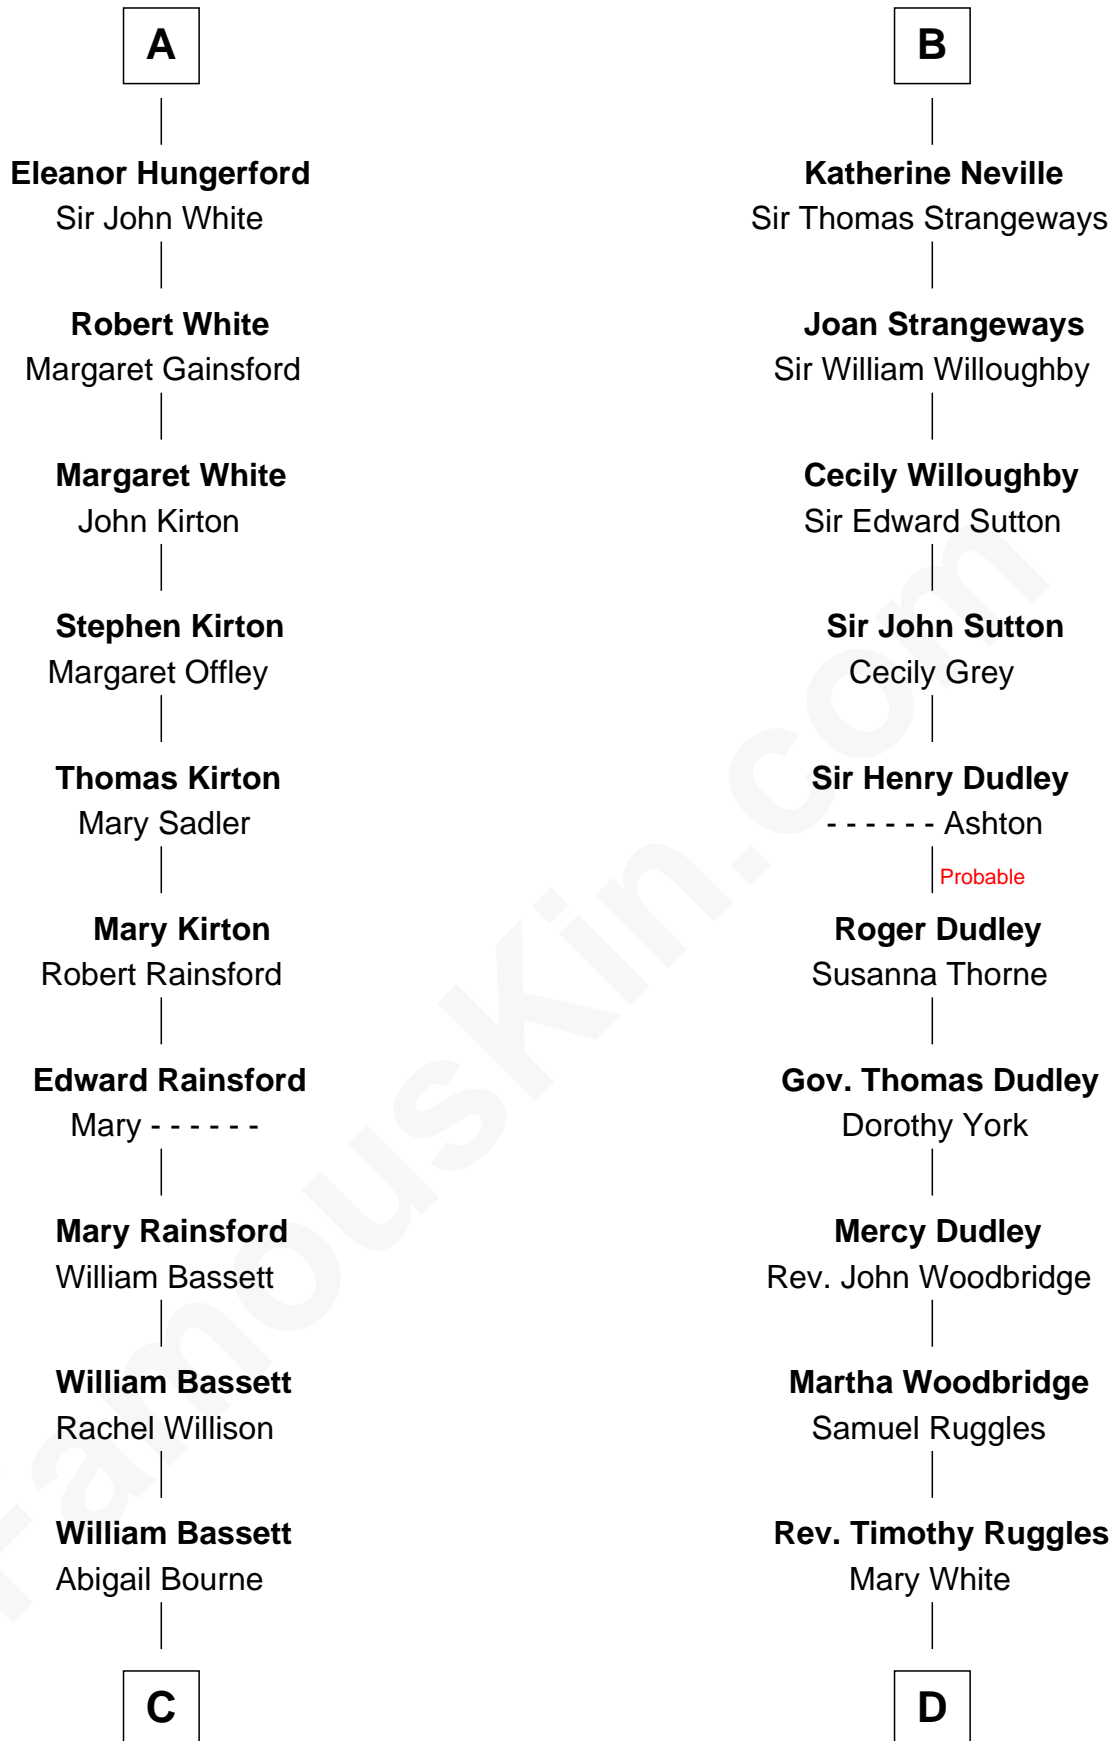 A
Eleanor Hungerford
Sir John White
Robert White
Margaret Gainsford
Margaret White
John Kirton
Stephen Kirton
Margaret Offley
Thomas Kirton
Mary Sadler
Mary Kirton
Robert Rainsford
Edward Rainsford
Mary - - - - - -
Mary Rainsford
William Bassett
William Bassett
Rachel Willison
William Bassett
Abigail Bourne
C
B
Katherine Neville
Sir Thomas Strangeways
Joan Strangeways
Sir William Willoughby
Cecily Willoughby
Sir Edward Sutton
Sir John Sutton
Cecily Grey
Sir Henry Dudley
- - - - - - Ashton
Probable
Roger Dudley
Susanna Thorne
Gov. Thomas Dudley
Dorothy York
Mercy Dudley
Rev. John Woodbridge
Martha Woodbridge
Samuel Ruggles
Rev. Timothy Ruggles
Mary White
D
FamousKin.com